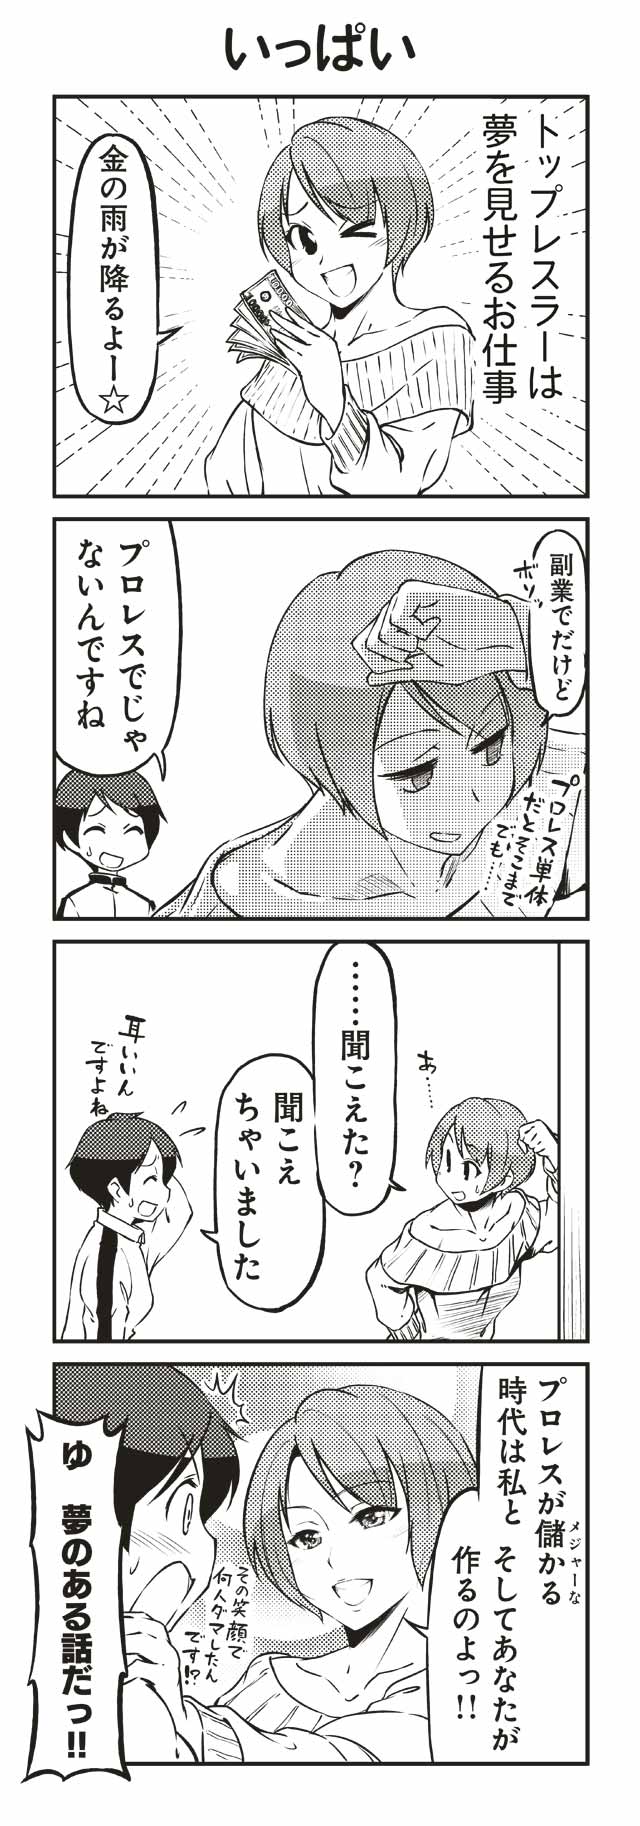 いっぱい
トップレスラーは
夢を見せるお仕事
金の雨が降るよー☆
10000
10000
副業でだけど
ボソッ
プロレス単体
だとそこまで
でも……
プロレスでじゃ
ないんですね
あ…
……聞こえた？
聞こえ
ちゃいました
耳いいん
ですよね
プロレスが儲かる
メジャーな
時代は私と そしてあなたが
作るのよっ!!
その笑顔で
何人ダマしたん
です!?
ゆ 夢のある話だっ!!